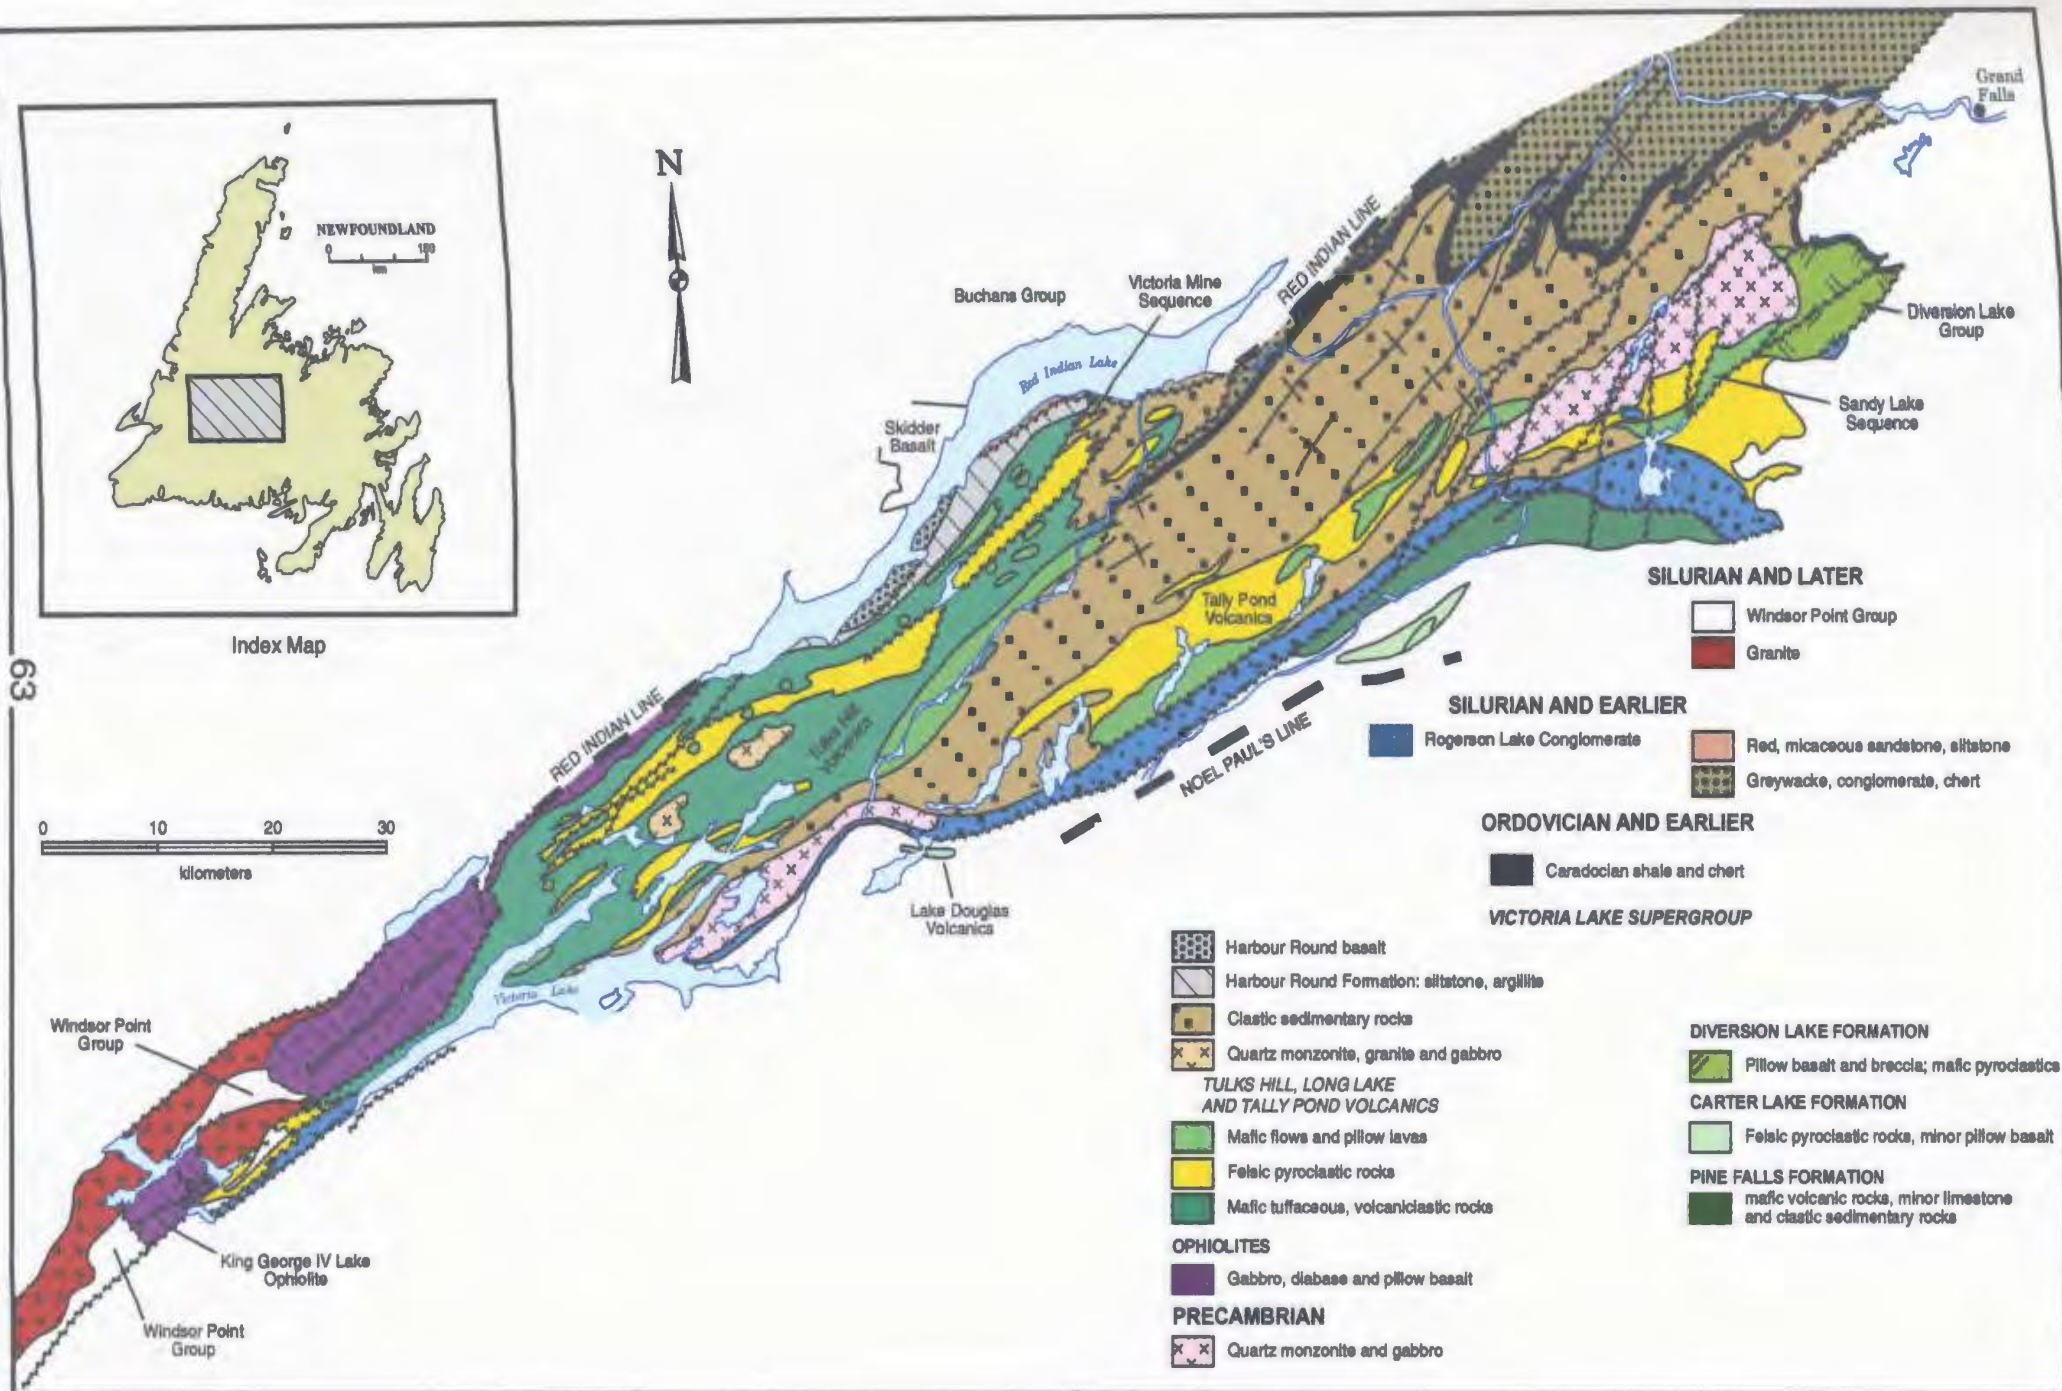 Grand
Falls
NEWFOUNDLAND
0 180
km
Index Map
N
63
Buchans Group
Victoria Mine
Sequence
RED INDIAN LINE
Red Indian Lake
Skidder
Basalt
Diversion Lake
Group
Sandy Lake
Sequence
Tally Pond
Volcanics
Tulks Hill
Volcanics
RED INDIAN LINE
NOEL PAUL'S LINE
0 10 20 30
kilometers
Lake Douglas
Volcanics
Victoria Lake
Windsor Point
Group
King George IV Lake
Ophiolite
Windsor Point
Group
SILURIAN AND LATER
Windsor Point Group
Granite
SILURIAN AND EARLIER
Rogerson Lake Conglomerate
Red, micaceous sandstone, siltstone
Greywacke, conglomerate, chert
ORDOVICIAN AND EARLIER
Caradocian shale and chert
VICTORIA LAKE SUPERGROUP
Harbour Round basalt
Harbour Round Formation: siltstone, argillite
Clastic sedimentary rocks
Quartz monzonite, granite and gabbro
TULKS HILL, LONG LAKE
AND TALLY POND VOLCANICS
Mafic flows and pillow lavas
Felsic pyroclastic rocks
Mafic tuffaceous, volcaniclastic rocks
OPHIOLITES
Gabbro, diabase and pillow basalt
PRECAMBRIAN
Quartz monzonite and gabbro
DIVERSION LAKE FORMATION
Pillow basalt and breccia; mafic pyroclastics
CARTER LAKE FORMATION
Felsic pyroclastic rocks, minor pillow basalt
PINE FALLS FORMATION
mafic volcanic rocks, minor limestone
and clastic sedimentary rocks